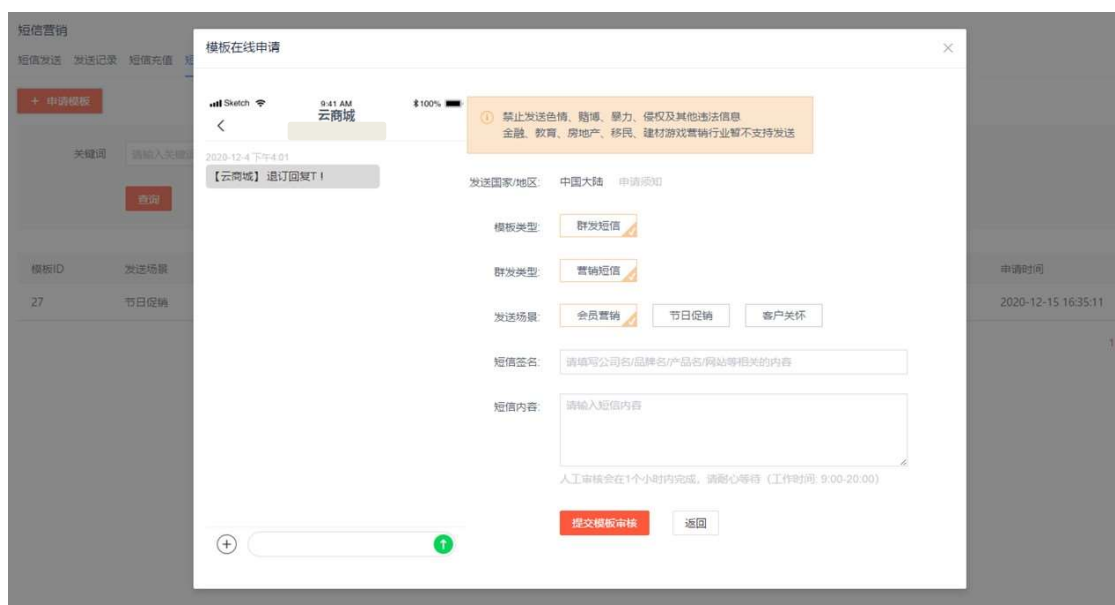 短信营销
短信发送 发送记录 短信充值
+ 申请模板
关键词 请输入关键词
查询
模板ID 发送场景 申请时间
27 节日促销 2020-12-15 16:35:11
1
模板在线申请
Sketch 9:41 AM 100%
云商城
2020-12-4 下午4:01
【云商城】退订回复T!
禁止发送色情、赌博、暴力、侵权及其他违法信息
金融、教育、房地产、移民、建材游戏营销行业暂不支持发送
发送国家/地区: 中国大陆 申请须知
模板类型: 群发短信
群发类型: 营销短信
发送场景: 会员营销 节日促销 客户关怀
短信签名: 请填写公司名/品牌名/产品名/网站等相关的内容
短信内容: 请输入短信内容
人工审核会在1个小时内完成，请耐心等待（工作时间: 9:00-20:00）
提交模板审核 返回